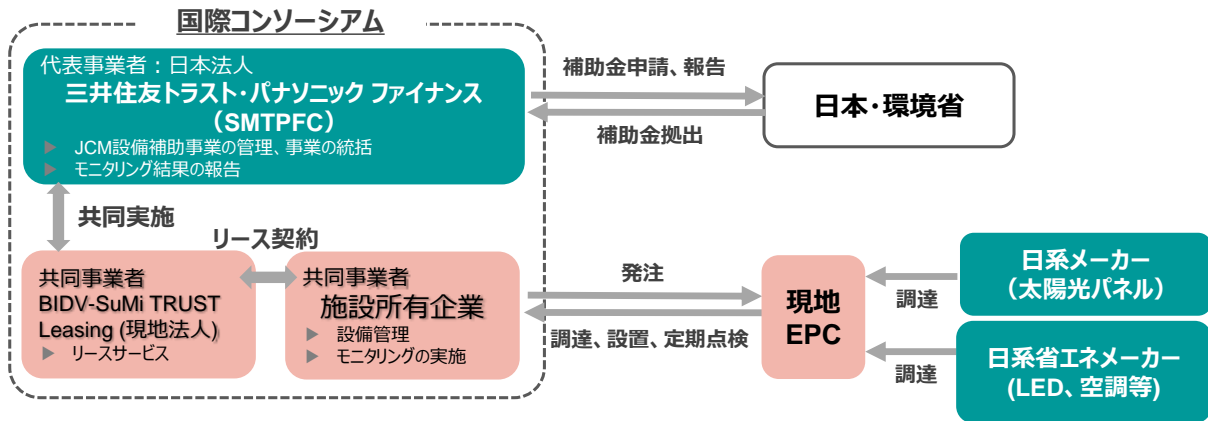 国際コンソーシアム
代表事業者：日本法人
三井住友トラスト・パナソニック ファイナンス
（SMTPFC）
▶ JCM設備補助事業の管理、事業の統括
▶ モニタリング結果の報告
補助金申請、報告
補助金拠出
日本・環境省
共同実施
リース契約
共同事業者
BIDV-SuMi TRUST
Leasing (現地法人)
▶ リースサービス
共同事業者
施設所有企業
▶ 設備管理
▶ モニタリングの実施
発注
調達、設置、定期点検
現地
EPC
調達
調達
日系メーカー
（太陽光パネル）
日系省エネメーカー
(LED、空調等)